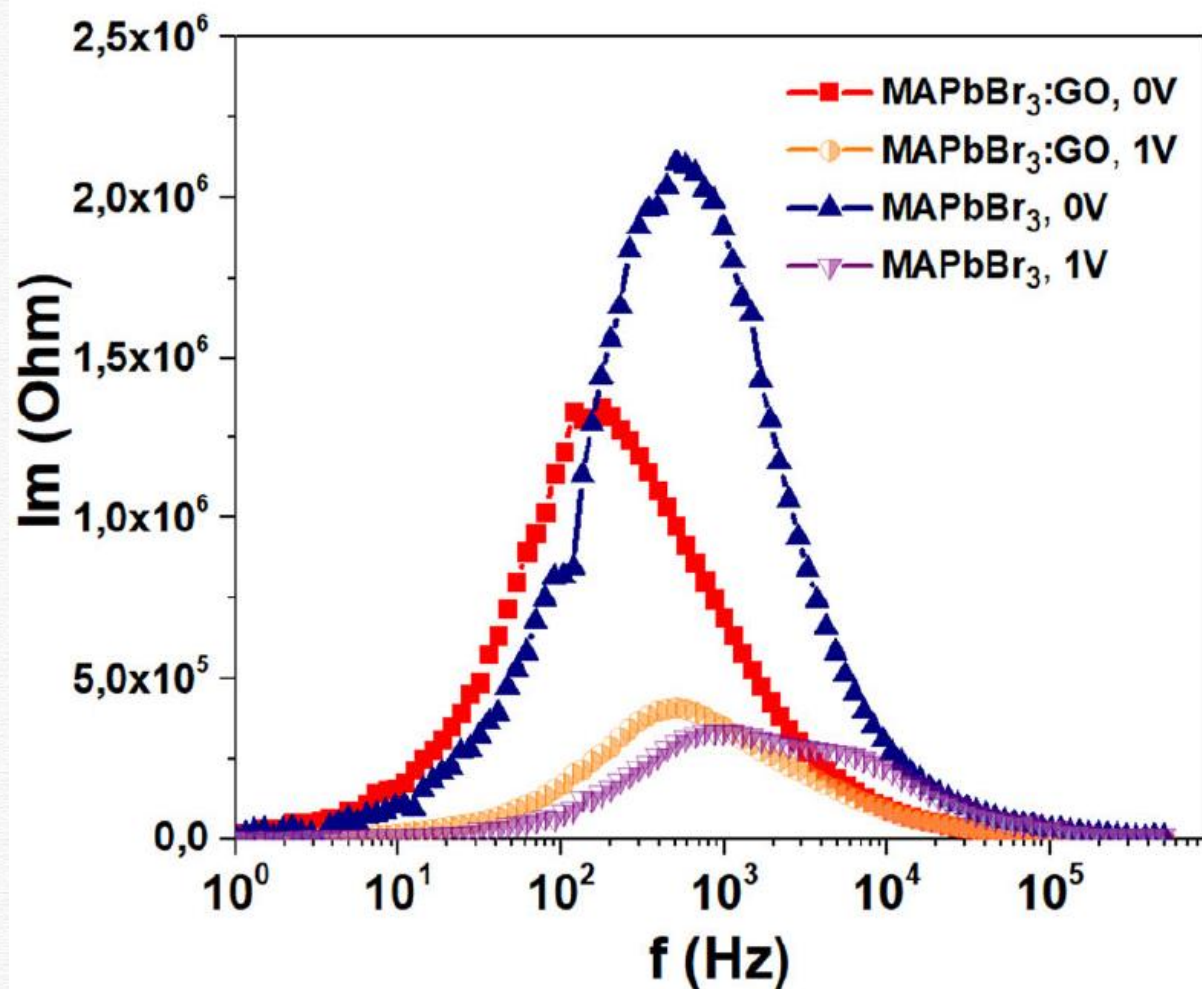 2,5x10⁶
2,0x10⁶
1,5x10⁶
1,0x10⁶
5,0x10⁵
0,0
Im (Ohm)
MAPbBr₃:GO, 0V
MAPbBr₃:GO, 1V
MAPbBr₃, 0V
MAPbBr₃, 1V
10⁰ 10¹ 10² 10³ 10⁴ 10⁵
f (Hz)